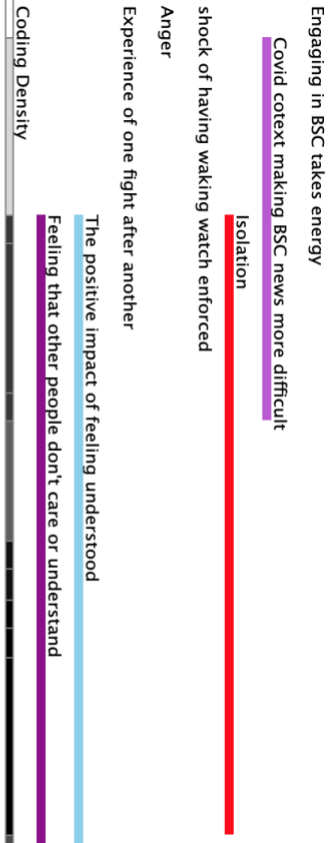 Engaging in BSC takes energy
Covid cotext making BSC news more difficult
Isolation
shock of having waking watch enforced
Anger
Experience of one fight after another
The positive impact of feeling understood
Feeling that other people don't care or understand
Coding Density